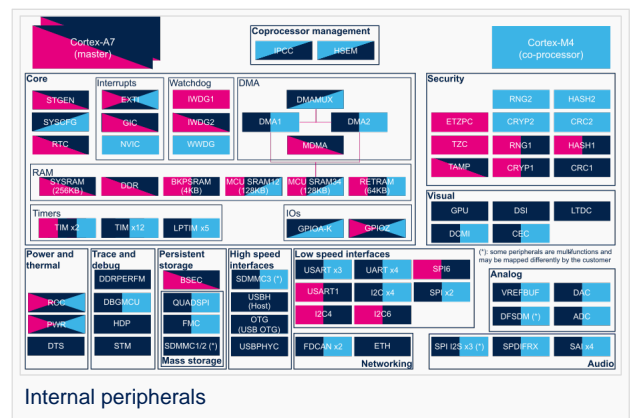 Cortex-A7
(master)
Coprocessor management
IPCC
HSEM
Cortex-M4
(co-processor)
Core
STGEN
SYSCFG
RTC
Interrupts
EXTI
GIC
NVIC
Watchdog
IWDG1
IWDG2
WWDG
DMA
DMAMUX
DMA1
DMA2
MDMA
Security
RNG2
HASH2
ETZPC
CRYP2
CRC2
TZC
RNG1
HASH1
TAMP
CRYP1
CRC1
RAM
SYSRAM
(256KB)
DDR
BKPSRAM
(4KB)
MCU SRAM12
(128KB)
MCU SRAM34
(128KB)
RETRAM
(64KB)
Timers
TIM x2
TIM x12
LPTIM x5
IOs
GPIOA-K
GPIOZ
Visual
GPU
DSI
LTDC
DCMI
CEC
(*): some peripherals are multifunctions and
may be mapped differently by the customer
Power and
thermal
RCC
PWR
DTS
Trace and
debug
DDRPERFM
DBGMCU
HDP
STM
Persistent
storage
BSEC
QUADSPI
FMC
SDMMC1/2 (*)
Mass storage
High speed
interfaces
SDMMC3 (*)
USBH
(Host)
OTG
(USB OTG)
USBPHYC
Low speed interfaces
USART x3
UART x4
SPI6
USART1
I2C x4
SPI x2
I2C4
I2C6
Analog
VREFBUF
DAC
DFSDM (*)
ADC
FDCAN x2
ETH
Networking
SPI I2S x3 (*)
SPDIFRX
SAI x4
Audio
Internal peripherals